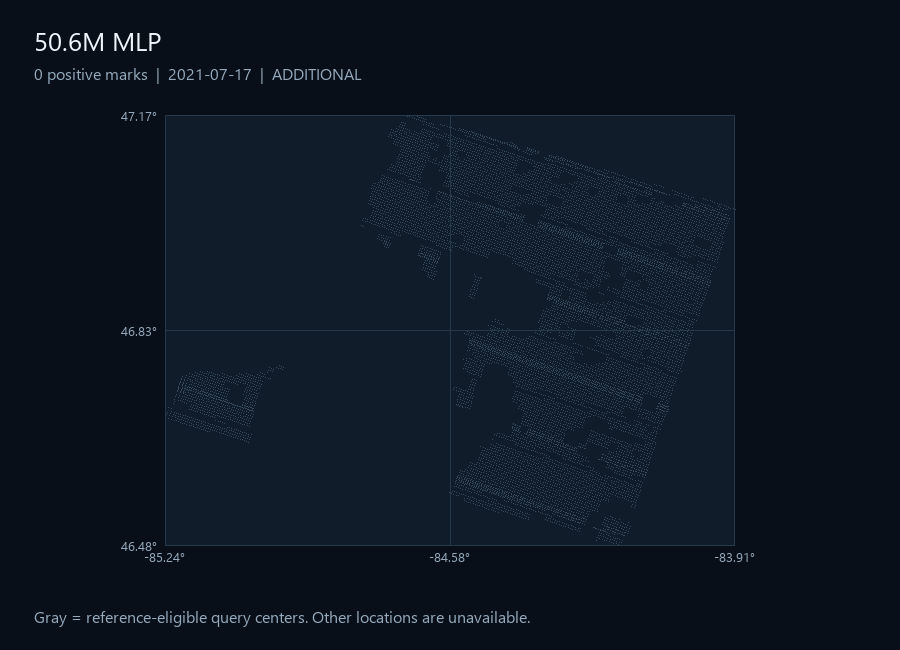 50.6M MLP
0 positive marks | 2021-07-17 | ADDITIONAL
47.17°
46.83°
46.48°
-85.24°
-84.58°
-83.91°
Gray = reference-eligible query centers. Other locations are unavailable.